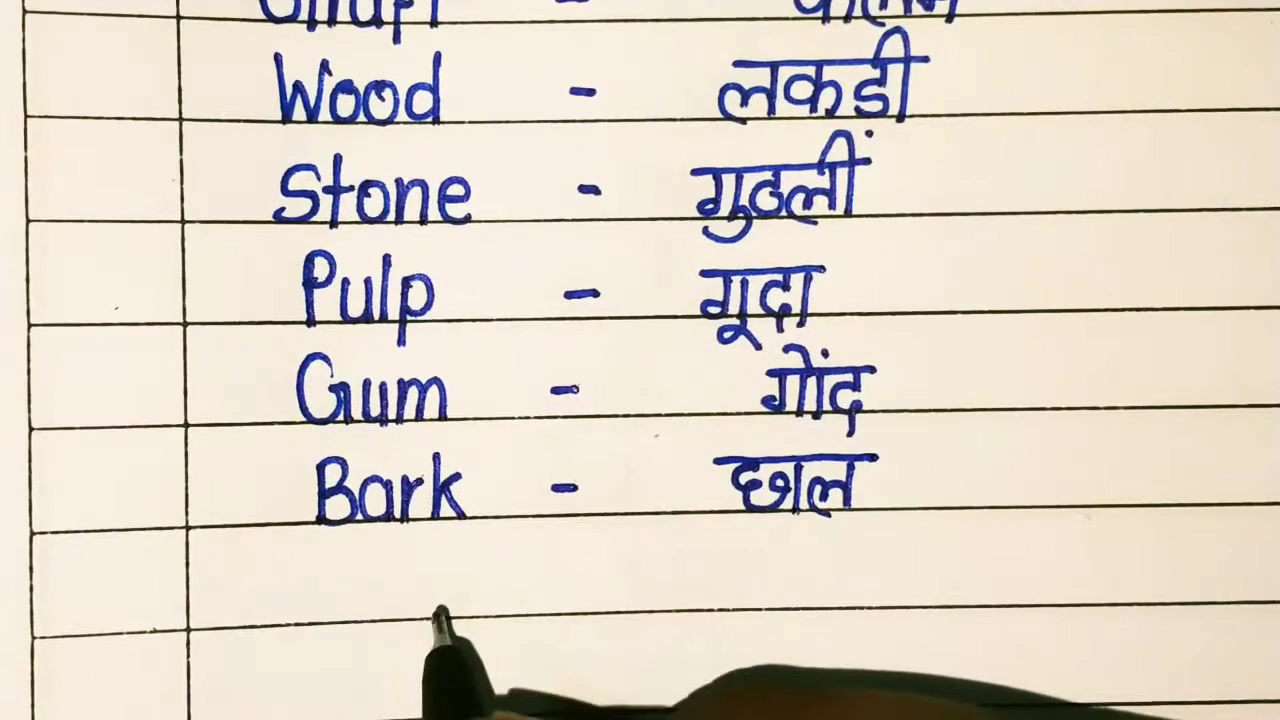 Wood - लकडी
Stone - गुठलीं
Pulp - गूदा
Gum - गोंद
Bark - छाल